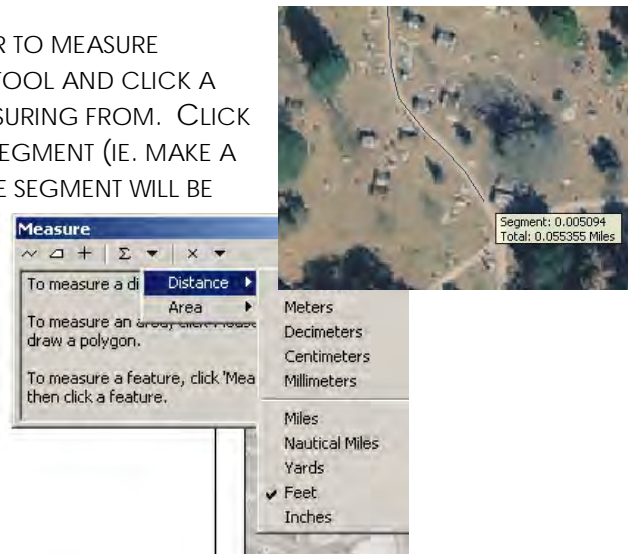 R TO MEASURE
TOOL AND CLICK A
SURING FROM. CLICK
EGMENT (IE. MAKE A
E SEGMENT WILL BE
Segment: 0.005094
Total: 0.055355 Miles
Measure
Σ
To measure a di
To measure an area, click
draw a polygon.
To measure a feature, click 'Mea
then click a feature.
Distance
Area
Meters
Decimeters
Centimeters
Millimeters
Miles
Nautical Miles
Yards
Feet
Inches